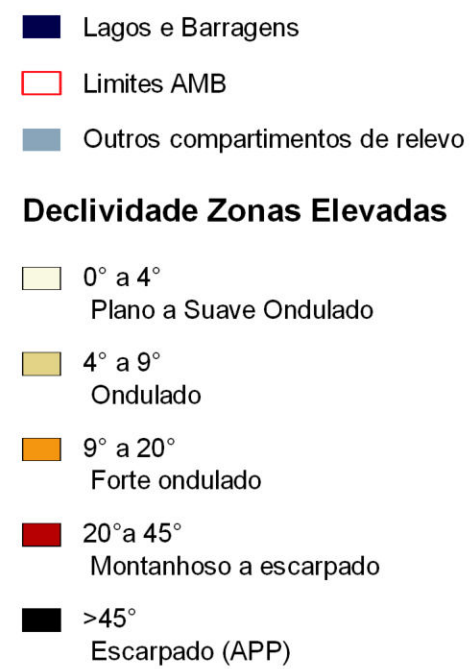 Lagos e Barragens
Limites AMB
Outros compartimentos de relevo
Declividade Zonas Elevadas
0° a 4°
Plano a Suave Ondulado
4° a 9°
Ondulado
9° a 20°
Forte ondulado
20°a 45°
Montanhoso a escarpado
>45°
Escarpado (APP)